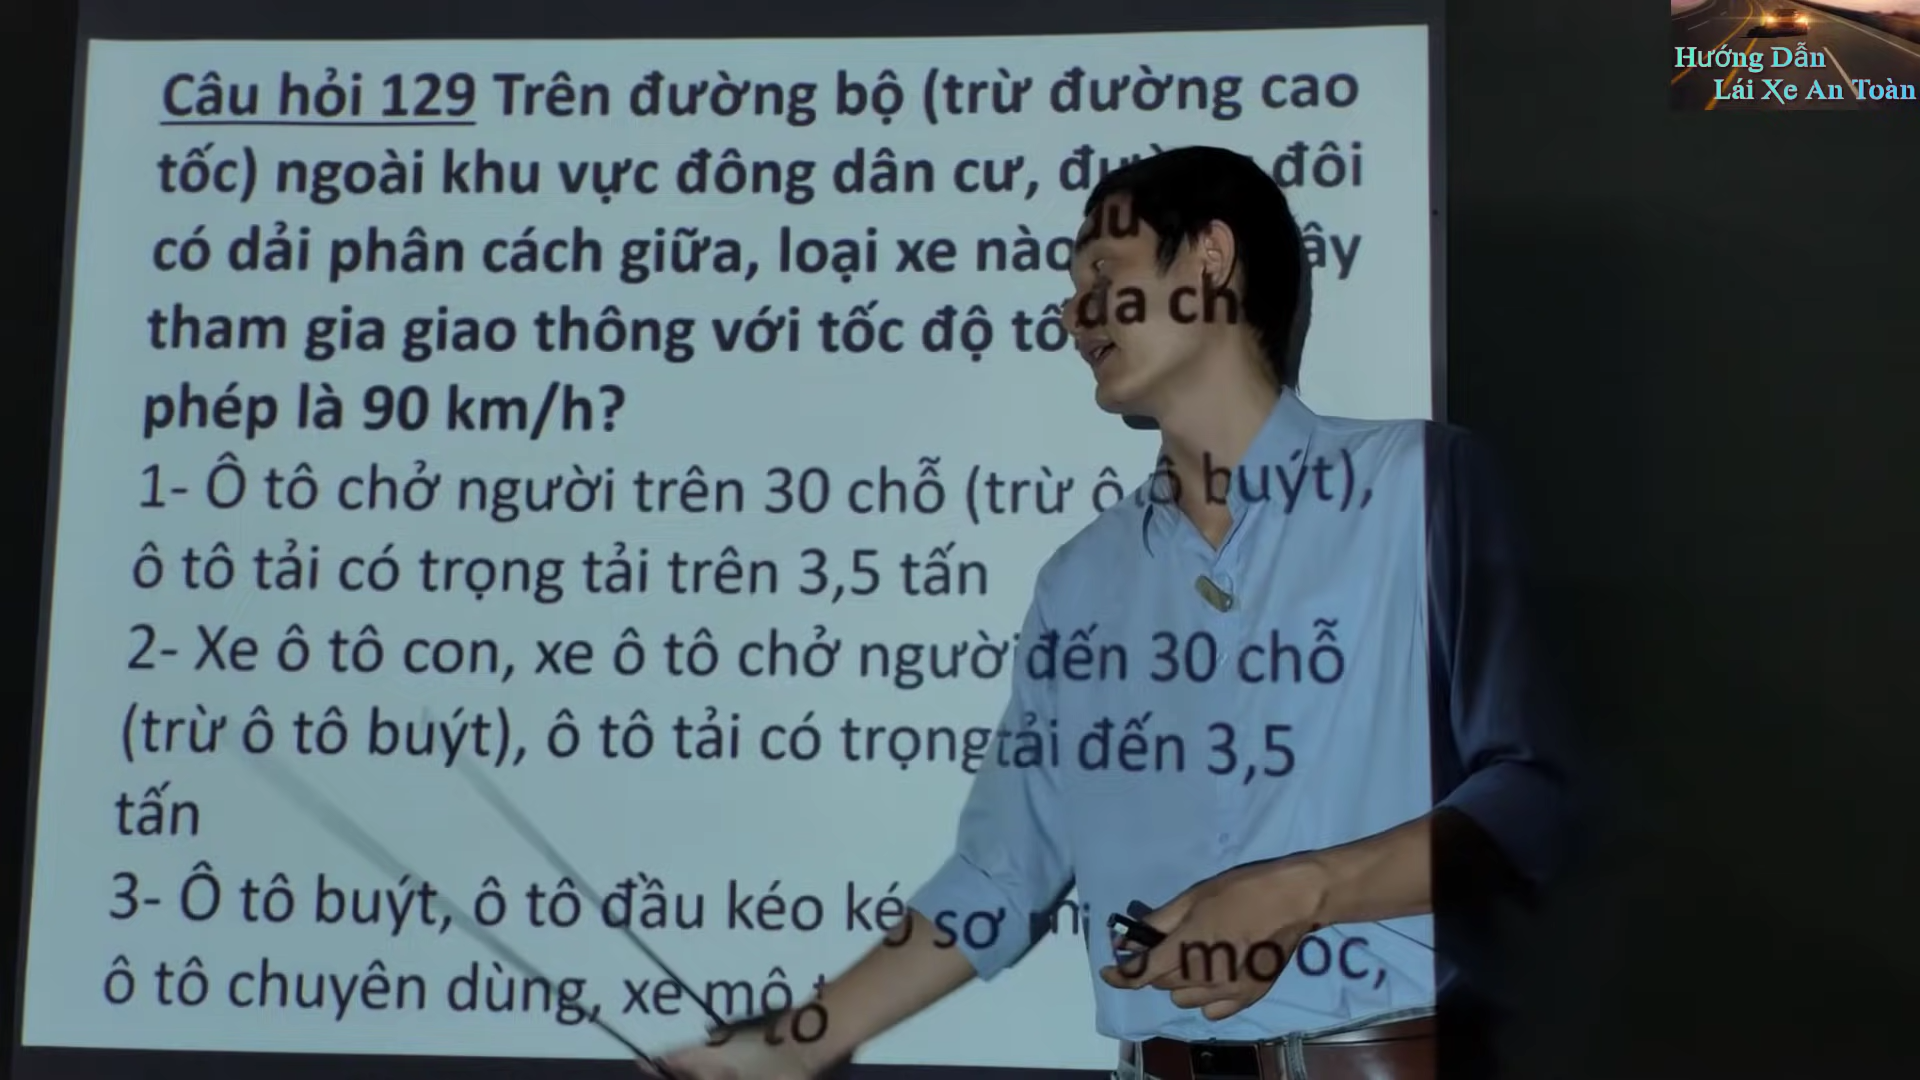 Hướng Dẫn
Lái Xe An Toàn
Câu hỏi 129 Trên đường bộ (trừ đường cao
tốc) ngoài khu vực đông dân cư, đôi
có dải phân cách giữa, loại xe nào
tham gia giao thông với tốc độ tối đa
phép là 90 km/h?
1- Ô tô chở người trên 30 chỗ (trừ ô tô buýt),
ô tô tải có trọng tải trên 3,5 tấn
2- Xe ô tô con, xe ô tô chở người đến 30 chỗ
(trừ ô tô buýt), ô tô tải có trọng tải đến 3,5
tấn
3- Ô tô buýt, ô tô đầu kéo kéo sơ mi mooc,
ô tô chuyên dùng, xe mô tô